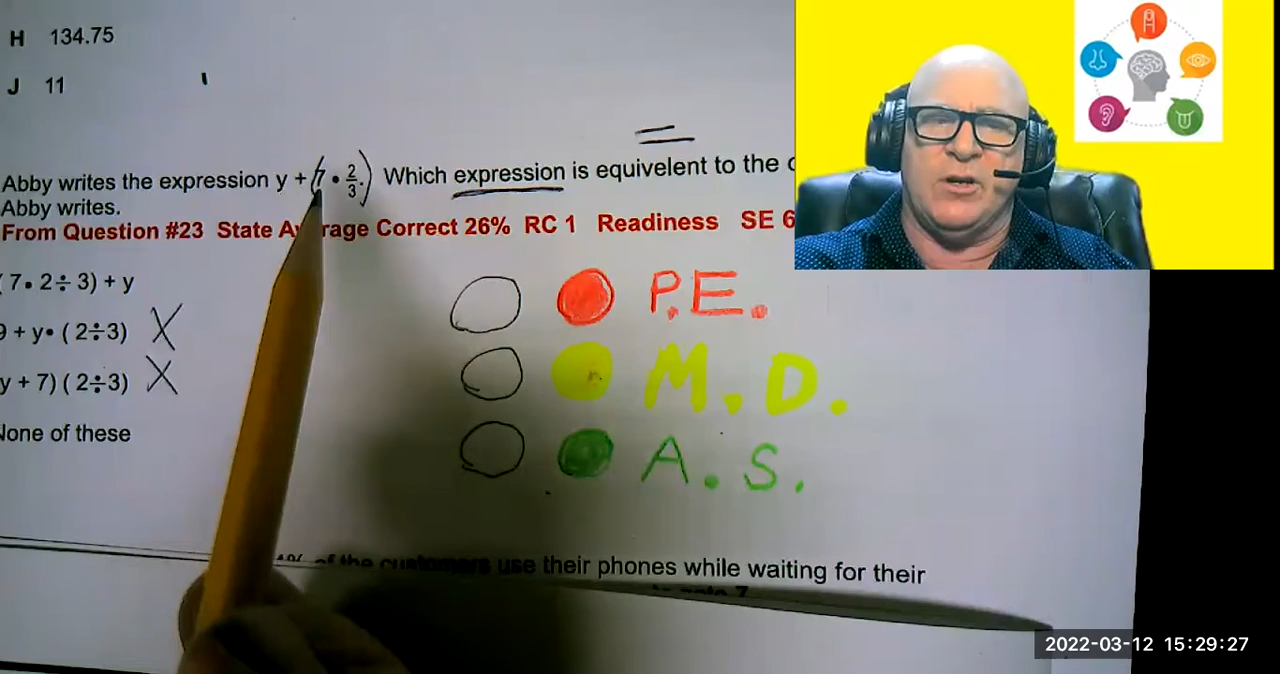 H 134.75
J 11
Abby writes the expression y + (7 • 2/3) Which expression is equivelent to the
Abby writes.
From Question #23 State Average Correct 26% RC 1 Readiness SE 6
( 7• 2÷ 3) + y
+ y• ( 2÷3) X
y + 7) ( 2÷3) X
None of these
P.E.
M.D.
A.S.
of the customers use their phones while waiting for their
2022-03-12 15:29:27